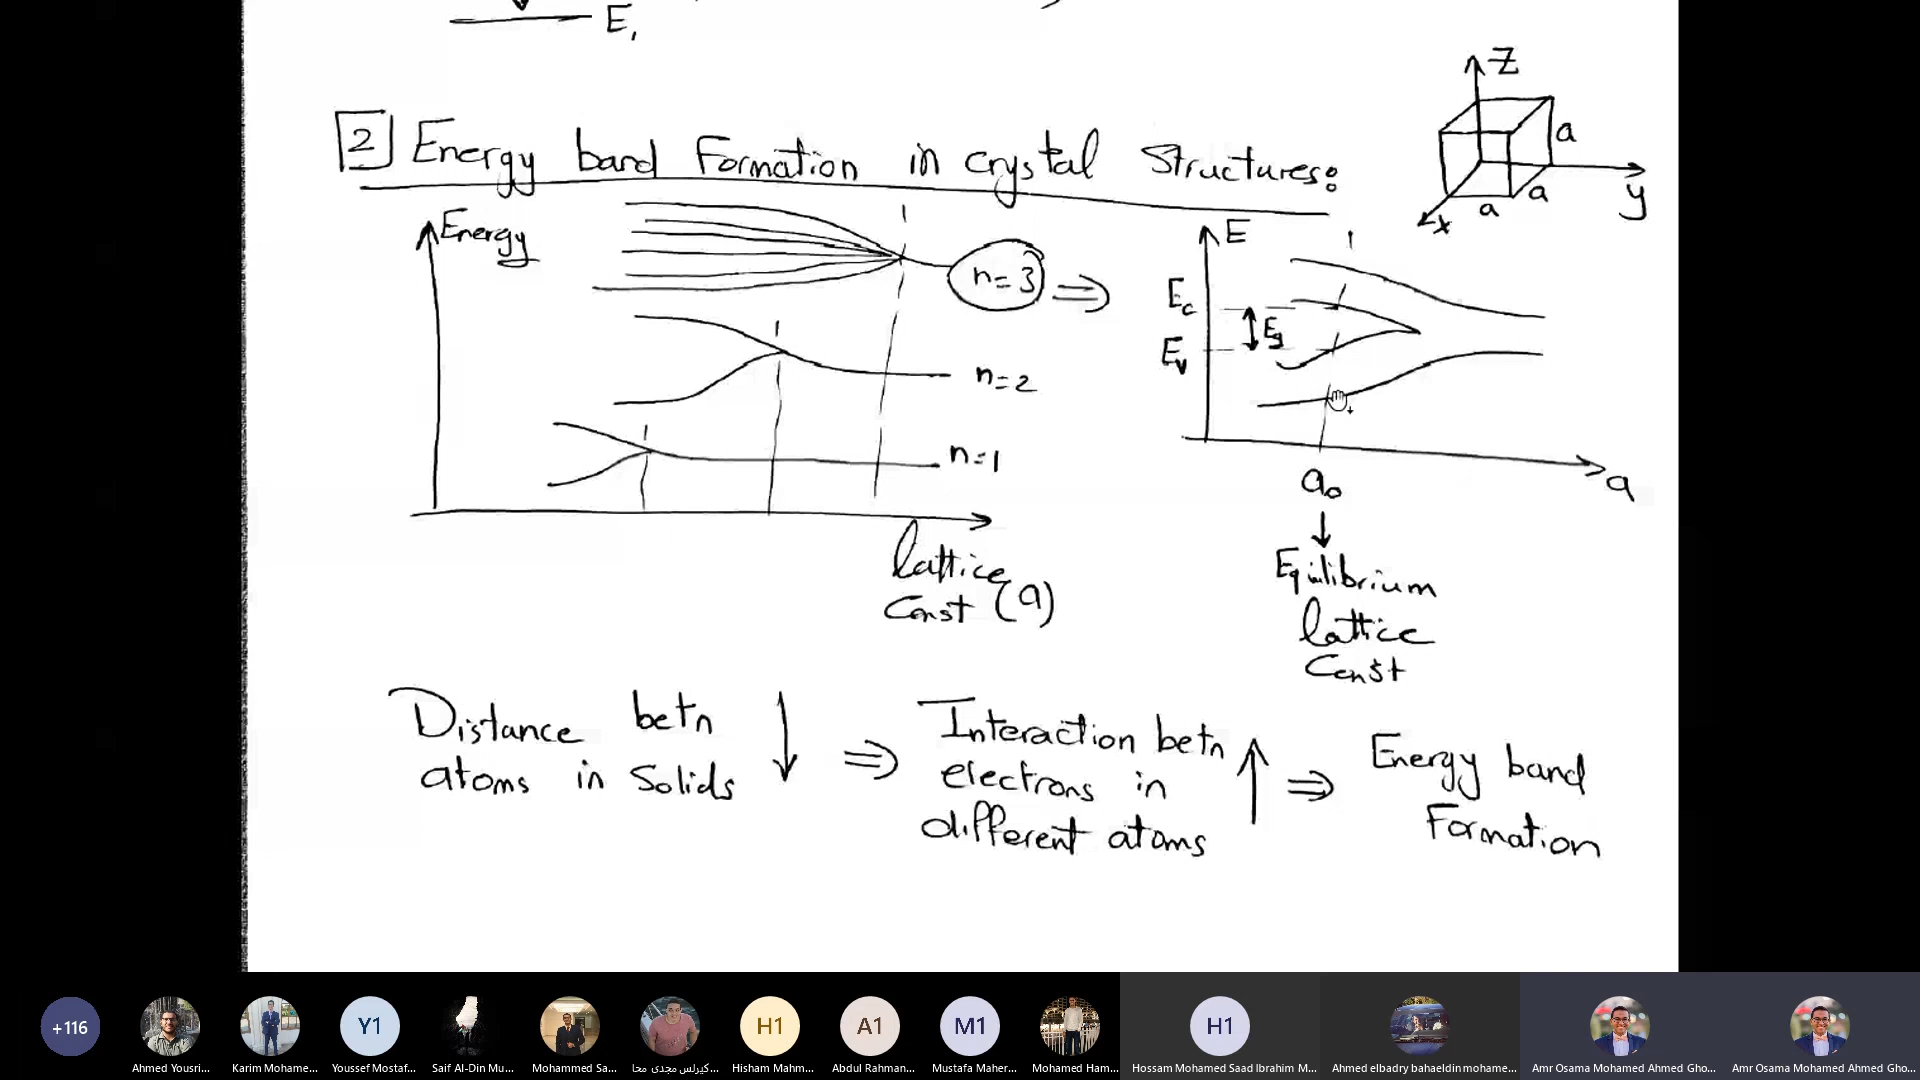 E₁
2 Energy band Formation in crystal Structures:
Z
a
a
a
y
x
Energy
n=3 ⇒
n=2
n=1
lattice
Const (a)
E
Ec
Eg
Ev
a
a₀
↓
Equilibrium
lattice
Const
Distance betn ↓ ⇒ Interaction betn ↑ ⇒ Energy band
atoms in Solids electrons in Formation
different atoms
+116
Ahmed Yousri...
Karim Mohame...
Y1
Youssef Mostaf...
Saif Al-Din Mu...
Mohammed Sa...
كيرلس مجدى محا...
H1
Hisham Mahm...
A1
Abdul Rahman...
M1
Mustafa Maher...
Mohamed Ham...
H1
Hossam Mohamed Saad Ibrahim M...
Ahmed elbadry bahaeldin mohame...
Amr Osama Mohamed Ahmed Gho...
Amr Osama Mohamed Ahmed Gho...